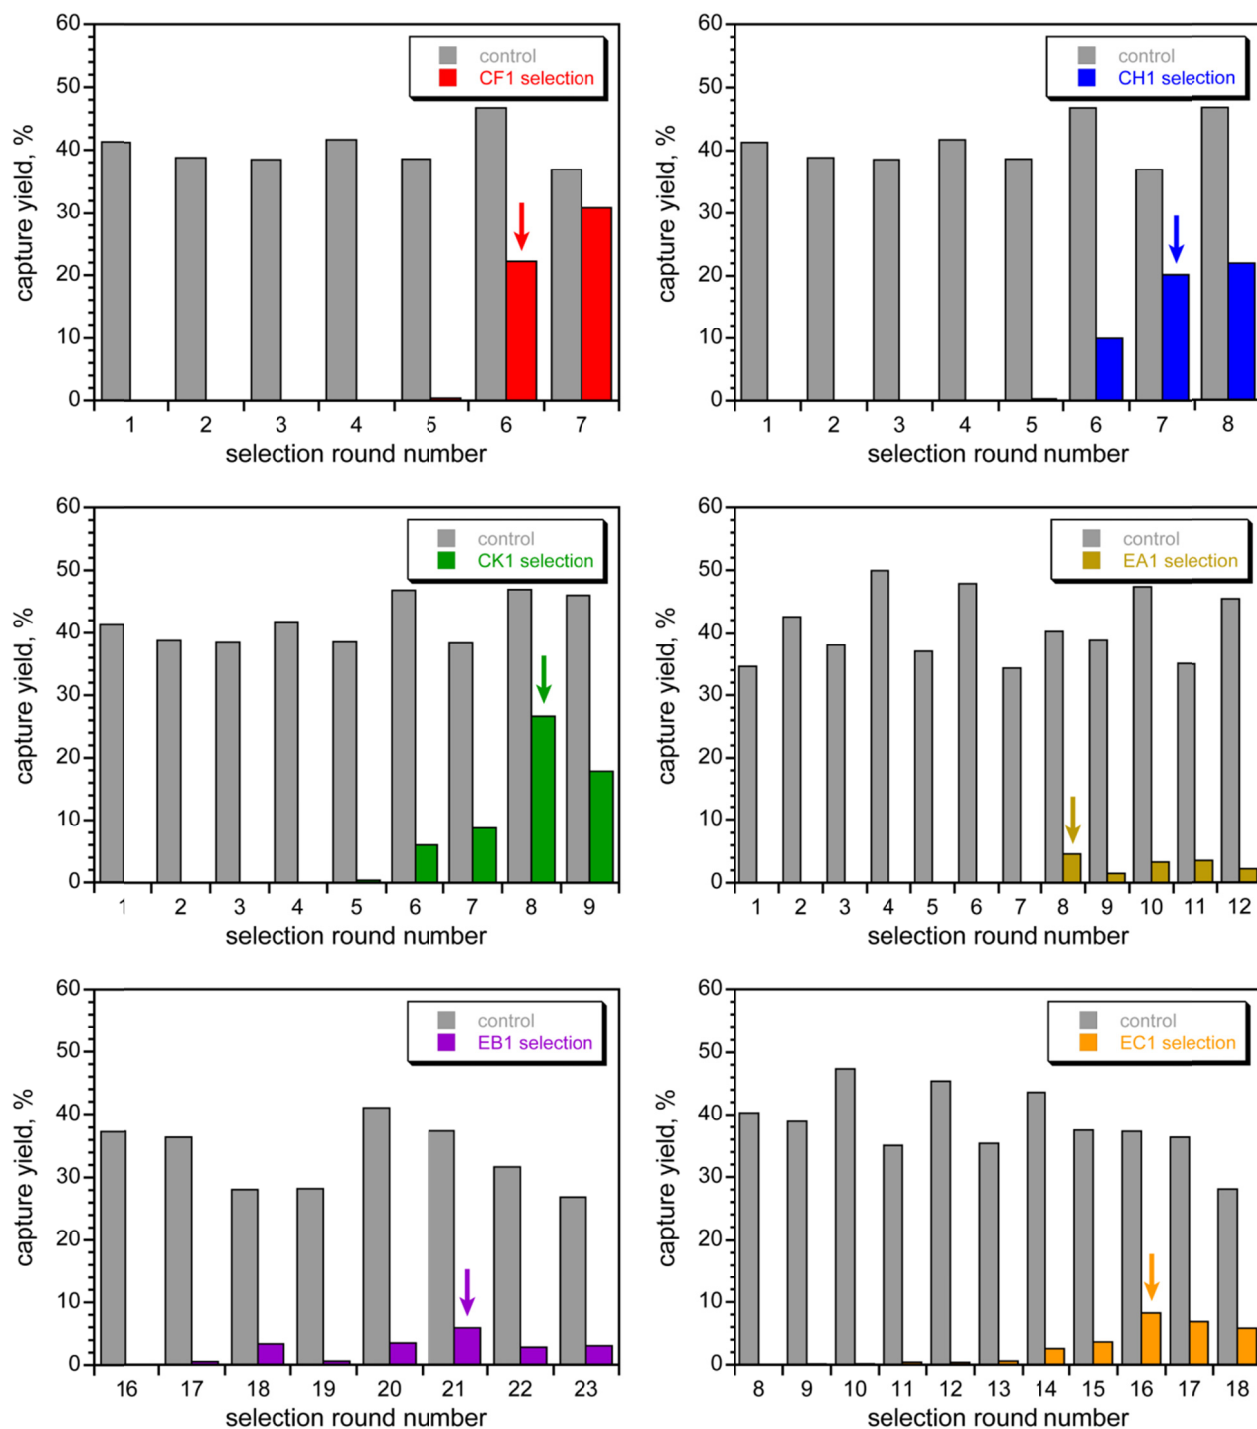 60
50
40
30
20
10
0
capture yield, %
control
CF1 selection
1 2 3 4 5 6 7
selection round number
60
50
40
30
20
10
0
capture yield, %
control
CH1 selection
1 2 3 4 5 6 7 8
selection round number
60
50
40
30
20
10
0
capture yield, %
control
CK1 selection
1 2 3 4 5 6 7 8 9
selection round number
60
50
40
30
20
10
0
capture yield, %
control
EA1 selection
1 2 3 4 5 6 7 8 9 10 11 12
selection round number
60
50
40
30
20
10
0
capture yield, %
control
EB1 selection
16 17 18 19 20 21 22 23
selection round number
60
50
40
30
20
10
0
capture yield, %
control
EC1 selection
8 9 10 11 12 13 14 15 16 17 18
selection round number